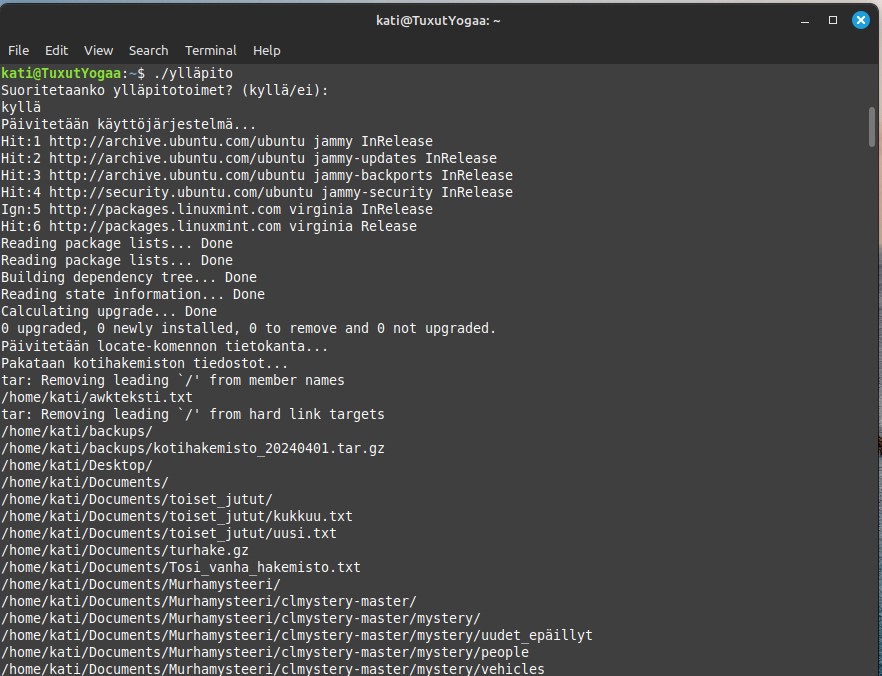 kati@TuxutYogaa: ~
File Edit View Search Terminal Help
kati@TuxutYogaa:~$ ./ylläpito
Suoritetaanko ylläpitotoimet? (kyllä/ei):
kyllä
Päivitetään käyttöjärjestelmä...
Hit:1 http://archive.ubuntu.com/ubuntu jammy InRelease
Hit:2 http://archive.ubuntu.com/ubuntu jammy-updates InRelease
Hit:3 http://archive.ubuntu.com/ubuntu jammy-backports InRelease
Hit:4 http://security.ubuntu.com/ubuntu jammy-security InRelease
Ign:5 http://packages.linuxmint.com virginia InRelease
Hit:6 http://packages.linuxmint.com virginia Release
Reading package lists... Done
Reading package lists... Done
Building dependency tree... Done
Reading state information... Done
Calculating upgrade... Done
0 upgraded, 0 newly installed, 0 to remove and 0 not upgraded.
Päivitetään locate-komennon tietokanta...
Pakataan kotihakemiston tiedostot...
tar: Removing leading `/' from member names
/home/kati/awkteksti.txt
tar: Removing leading `/' from hard link targets
/home/kati/backups/
/home/kati/backups/kotihakemisto_20240401.tar.gz
/home/kati/Desktop/
/home/kati/Documents/
/home/kati/Documents/toiset_jutut/
/home/kati/Documents/toiset_jutut/kukkuu.txt
/home/kati/Documents/toiset_jutut/uusi.txt
/home/kati/Documents/turhake.gz
/home/kati/Documents/Tosi_vanha_hakemisto.txt
/home/kati/Documents/Murhamysteeri/
/home/kati/Documents/Murhamysteeri/clmystery-master/
/home/kati/Documents/Murhamysteeri/clmystery-master/mystery/
/home/kati/Documents/Murhamysteeri/clmystery-master/mystery/uudet_epäillyt
/home/kati/Documents/Murhamysteeri/clmystery-master/mystery/people
/home/kati/Documents/Murhamysteeri/clmystery-master/mystery/vehicles